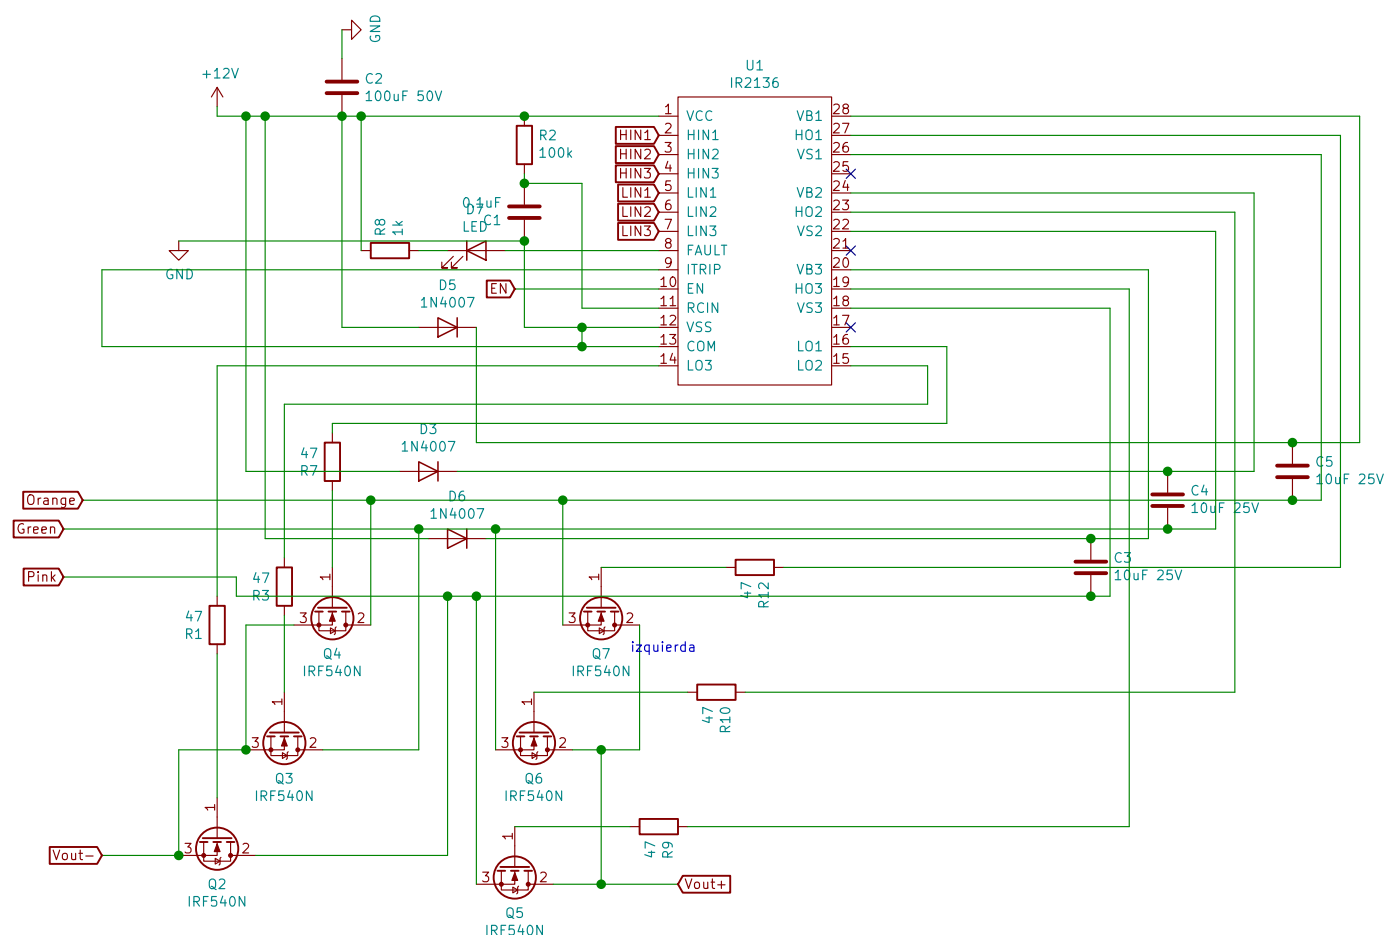 GND
+12V
C2
100uF 50V
U1
IR2136
1 VCC VB1 28
2 HIN1 HO1 27
3 HIN2 VS1 26
4 HIN3 25
5 LIN1 VB2 24
6 LIN2 HO2 23
7 LIN3 VS2 22
8 FAULT 21
9 ITRIP VB3 20
10 EN HO3 19
11 RCIN VS3 18
12 VSS 17
13 COM LO1 16
14 LO3 LO2 15
HIN1
HIN2
HIN3
LIN1
LIN2
LIN3
R2
100k
0.1uF
C1
D7
LED
R8
1k
GND
EN
D5
1N4007
D3
1N4007
47
R7
D6
1N4007
Orange
Green
Pink
C5
10uF 25V
C4
10uF 25V
C3
10uF 25V
47
R3
47
R1
1
3 2
Q4
IRF540N
1
3 2
Q7
IRF540N
izquierda
47
R12
47
R10
1
3 2
Q3
IRF540N
1
3 2
Q6
IRF540N
47
R9
1
3 2
Q2
IRF540N
1
3 2
Q5
IRF540N
Vout-
Vout+